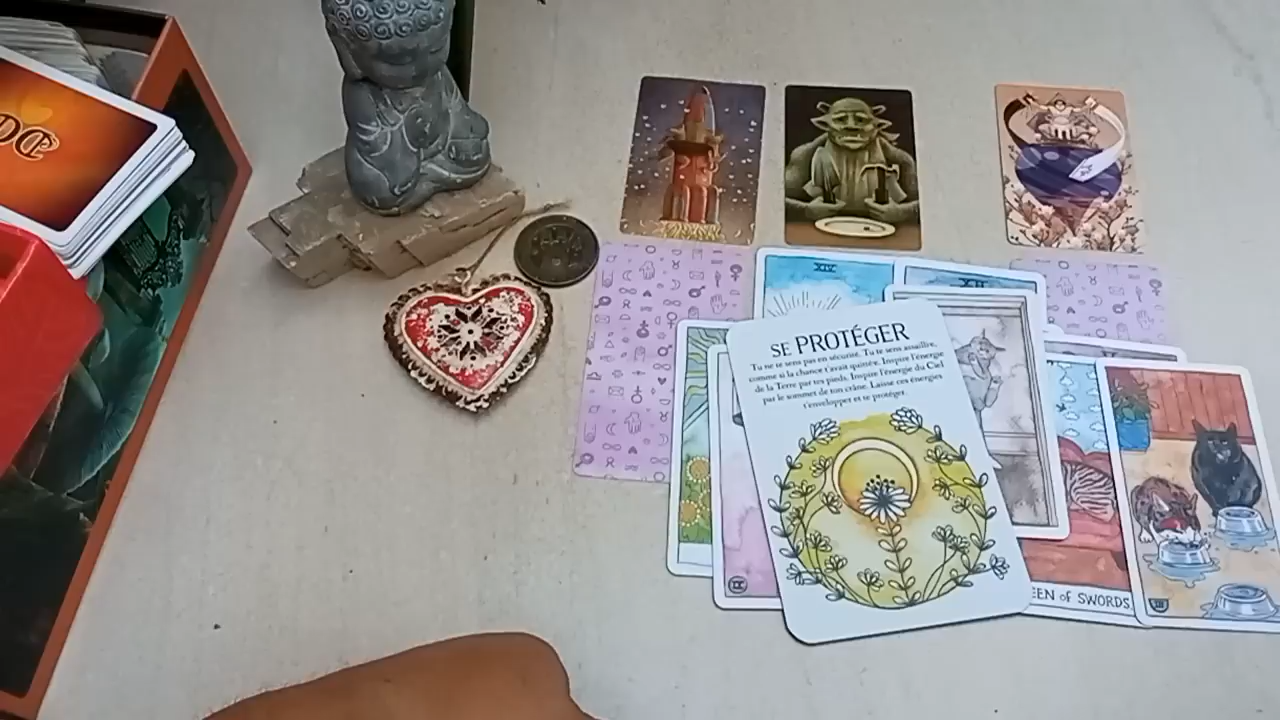 XIV
XII
SE PROTÉGER
Tu ne te sens pas en sécurité. Tu te sens assaillie,
comme si la chance t'avait quittée. Inspire l'énergie
de la Terre par tes pieds. Inspire l'énergie du Ciel
par le sommet de ton crâne. Laisse ces énergies
t'envelopper et te protéger.
IX
EEN OF SWORDS